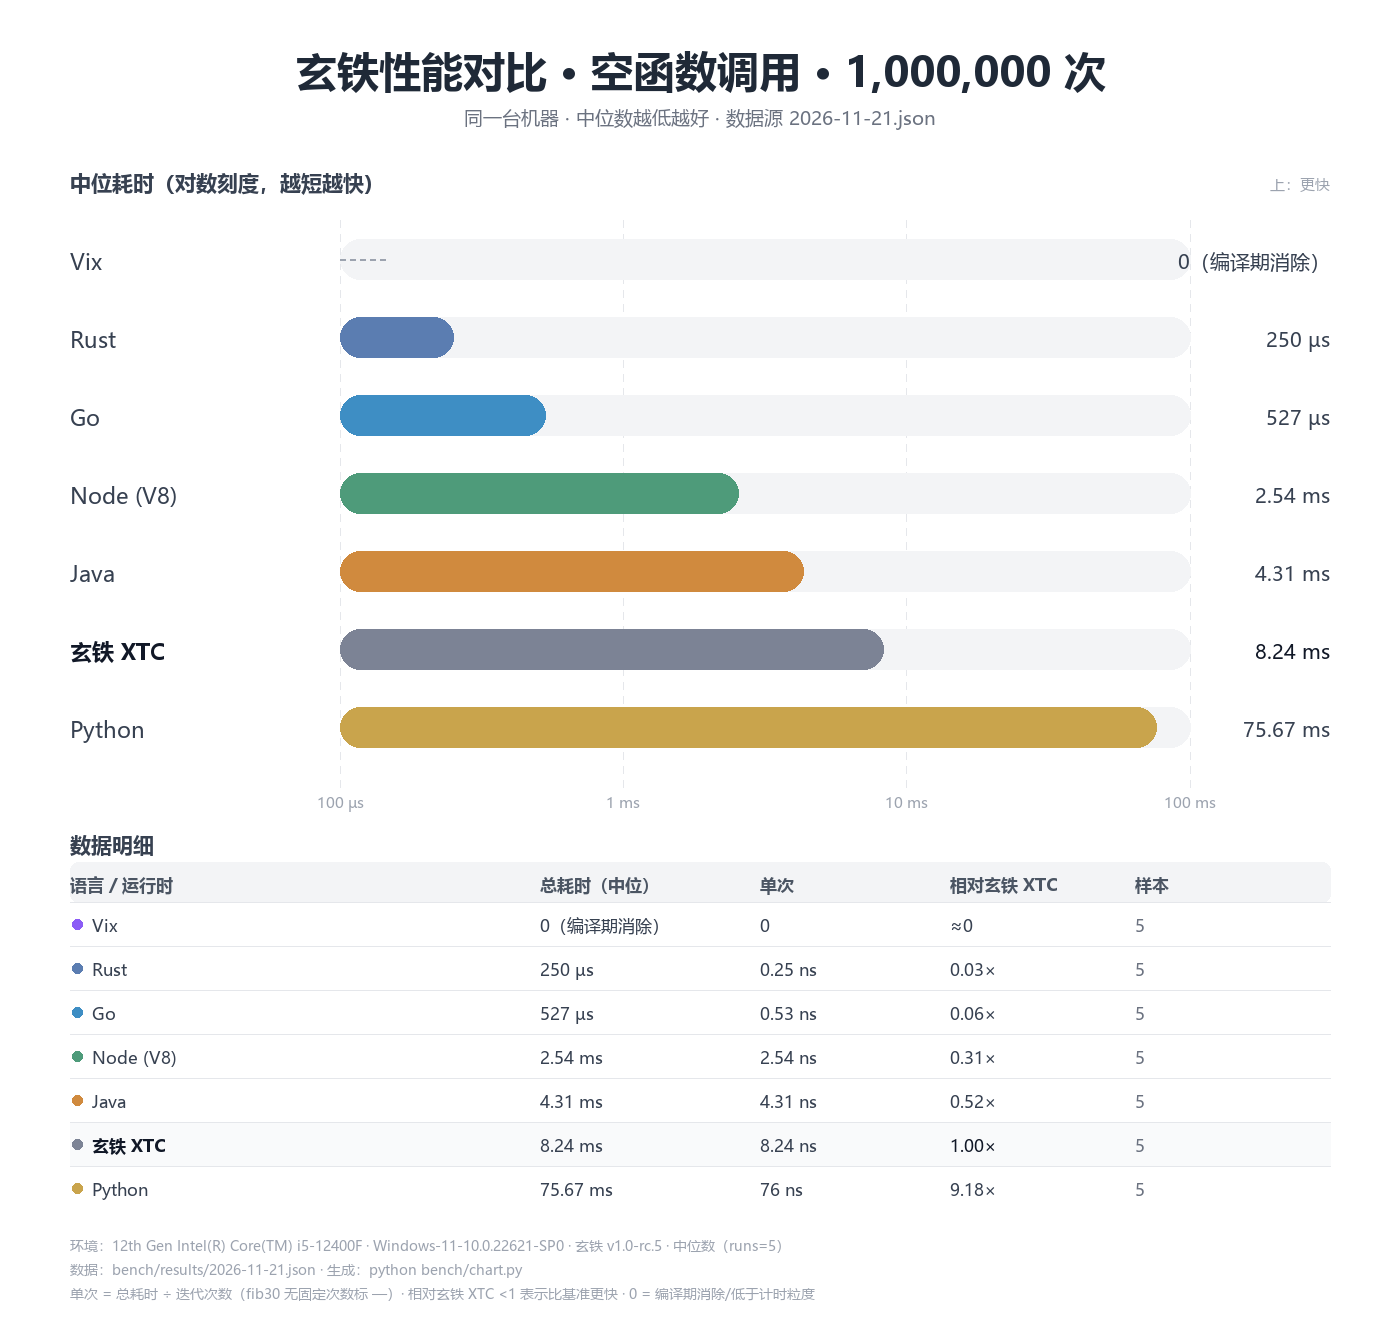 玄铁性能对比 • 空函数调用 • 1,000,000 次
同一台机器 · 中位数越低越好 · 数据源 2026-11-21.json
中位耗时（对数刻度，越短越快）
上：更快
Vix
0（编译期消除）
Rust
250 µs
Go
527 µs
Node (V8)
2.54 ms
Java
4.31 ms
玄铁 XTC
8.24 ms
Python
75.67 ms
100 µs
1 ms
10 ms
100 ms
数据明细
语言 / 运行时 总耗时（中位） 单次 相对玄铁 XTC 样本
Vix 0（编译期消除） 0 ≈0 5
Rust 250 µs 0.25 ns 0.03× 5
Go 527 µs 0.53 ns 0.06× 5
Node (V8) 2.54 ms 2.54 ns 0.31× 5
Java 4.31 ms 4.31 ns 0.52× 5
玄铁 XTC 8.24 ms 8.24 ns 1.00× 5
Python 75.67 ms 76 ns 9.18× 5
环境：12th Gen Intel(R) Core(TM) i5-12400F · Windows-11-10.0.22621-SP0 · 玄铁 v1.0-rc.5 · 中位数（runs=5）
数据：bench/results/2026-11-21.json · 生成：python bench/chart.py
单次 = 总耗时 ÷ 迭代次数（fib30 无固定次数标 —）· 相对玄铁 XTC <1 表示比基准更快 · 0 = 编译期消除/低于计时粒度